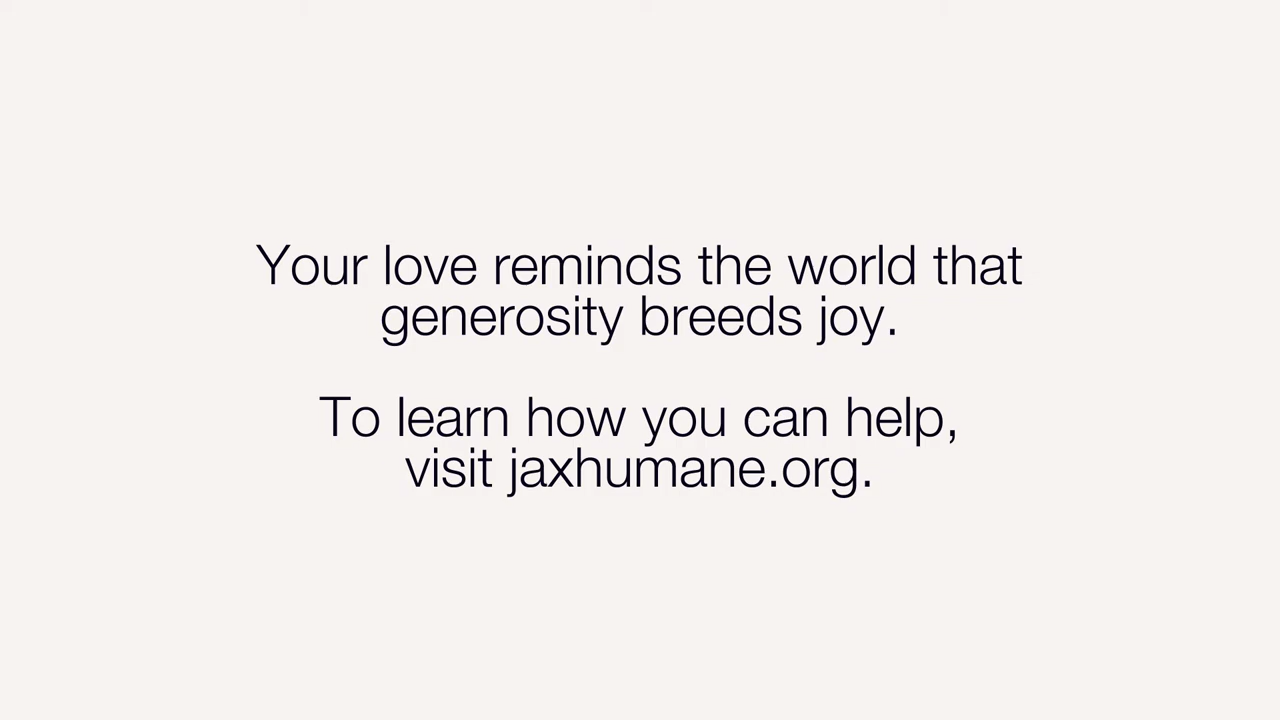 Your love reminds the world that
generosity breeds joy.
To learn how you can help,
visit jaxhumane.org.